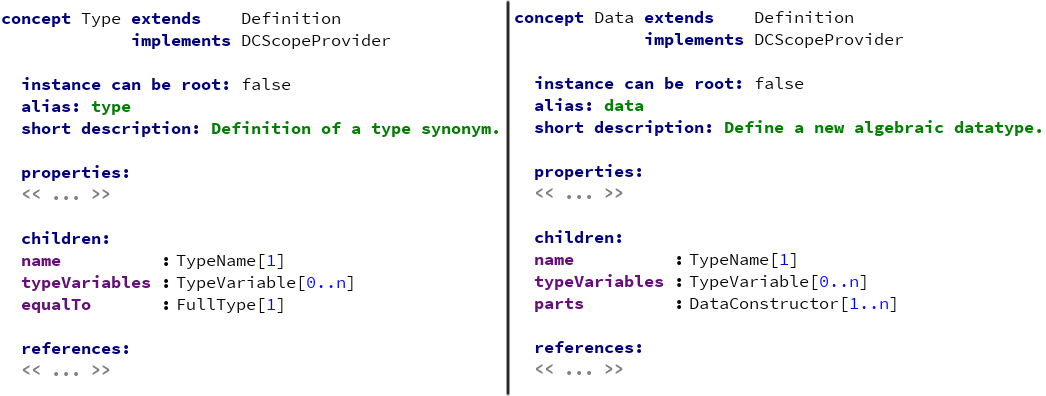 concept Type extends    Definition
             implements DCScopeProvider
  instance can be root: false
  alias: type
  short description: Definition of a type synonym.
  properties:
  << ... >>
  children:
  name          : TypeName[1]
  typeVariables : TypeVariable[0..n]
  equalTo       : FullType[1]
  references:
  << ... >>
concept Data extends    Definition
             implements DCScopeProvider
  instance can be root: false
  alias: data
  short description: Define a new algebraic datatype.
  properties:
  << ... >>
  children:
  name          : TypeName[1]
  typeVariables : TypeVariable[0..n]
  parts         : DataConstructor[1..n]
  references:
  << ... >>